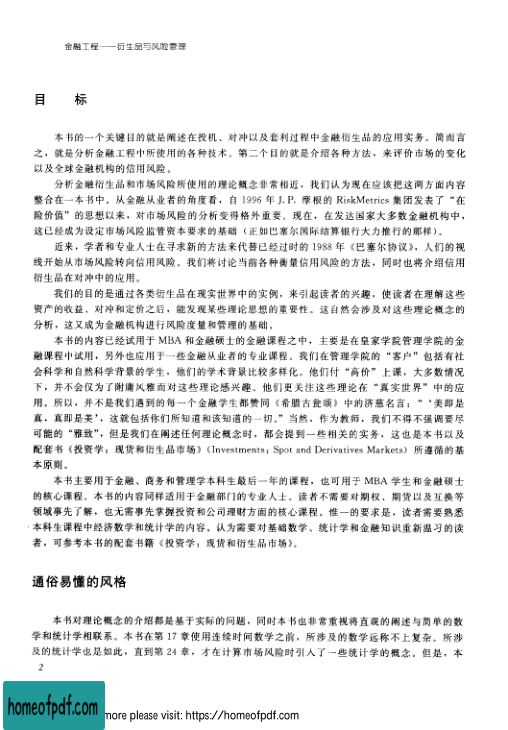 金融工程——衍生品与风险管理
目 标
本书的一个关键目的就是阐述在投机、对冲以及套利过程中金融衍生品的应用实务。简而言
之，就是分析金融工程中所使用的各种技术。第二个目的就是介绍各种方法，来评价市场的变化
以及全球金融机构的信用风险。
分析金融衍生品和市场风险所使用的理论概念非常相近，我们认为现在应该把这两方面内容
整合在一本书中。从金融从业者的角度看，自 1996 年 J. P. 摩根的 RiskMetrics 集团发表了“在
险价值”的思想以来，对市场风险的分析变得格外重要。现在，在发达国家大多数金融机构中，
这已经成为设定市场风险监管资本要求的基础（正如巴塞尔国际结算银行大力推行的那样）。
近来，学者和专业人士在寻求新的方法来代替已经过时的 1988 年《巴塞尔协议》，人们的视
线开始从市场风险转向信用风险。我们将讨论当前各种衡量信用风险的方法，同时也将介绍信用
衍生品在对冲中的应用。
我们的目的是通过各类衍生品在现实世界中的实例，来引起读者的兴趣，使读者在理解这些
资产的收益、对冲和定价之后，能发现某些理论思想的重要性。这自然会涉及对这些理论概念的
分析，这又成为金融机构进行风险度量和管理的基础。
本书的内容已经试用于 MBA 和金融硕士的金融课程之中，主要是在皇家学院管理学院的金
融课程中试用，另外也应用于一些金融从业者的专业课程。我们在管理学院的“客户”包括有社
会科学和自然科学背景的学生，他们的学术背景比较多样化。他们付“高价”上课，大多数情况
下，并不会仅为了附庸风雅而对这些理论感兴趣。他们更关注这些理论在“真实世界”中的应
用。所以，并不是我们遇到的每一个金融学生都赞同《希腊古瓮颂》中的济慈名言：“‘美即是
真，真即是美’，这就包括你们所知道和该知道的一切。”当然，作为教师，我们不得不强调要尽
可能的“雅致”，但是我们在阐述任何理论概念时，都会提到一些相关的实务，这也是本书以及
配套书《投资学：现货和衍生品市场》（Investments：Spot and Derivatives Markets）所遵循的基
本原则。
本书主要用于金融、商务和管理学本科生最后一年的课程，也可用于 MBA 学生和金融硕士
的核心课程。本书的内容同样适用于金融部门的专业人士。读者不需要对期权、期货以及互换等
领域事先了解，也无需事先掌握投资和公司理财方面的核心课程。惟一的要求是，读者需要熟悉
本科生课程中经济数学和统计学的内容。认为需要对基础数学、统计学和金融知识重新温习的读
者，可参考本书的配套书籍《投资学：现货和衍生品市场》。
通俗易懂的风格
本书对理论概念的介绍都是基于实际的问题，同时本书也非常重视将直观的阐述与简单的数
学和统计学相联系。本书在第 17 章使用连续时间数学之前，所涉及的数学远称不上复杂。所涉
及的统计学也是如此，直到第 24 章，才在计算市场风险时引入了一些统计学的概念。但是，本
2
homeofpdf.com
more please visit: https://homeofpdf.com